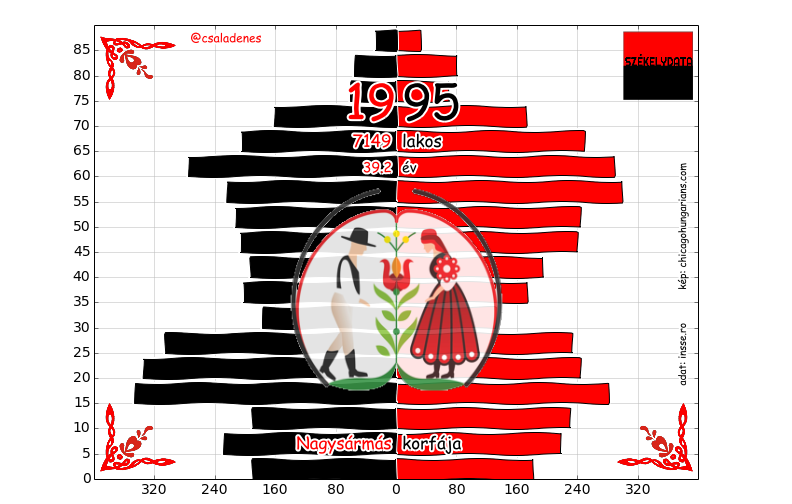 @csaladenes
SZÉKELYDATA
1995
7149 lakos
39.2 év
kép: chicagohungarians.com
adat: insse.ro
Nagysármás korfája
85
80
75
70
65
60
55
50
45
40
35
30
25
20
15
10
5
0
320 240 160 80 0 80 160 240 320